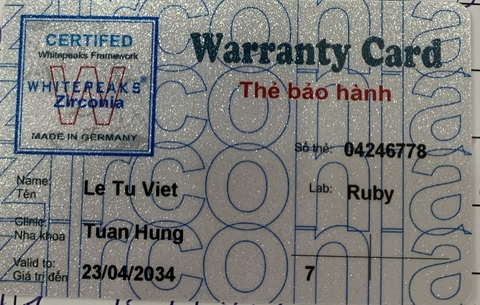 CERTIFED
Whitepeaks Framework
W
WHITEPEAKS®
Zirconia
MADE IN GERMANY
Warranty Card
Thẻ bảo hành
Số thẻ: 04246778
Name:
Tên
Le Tu Viet
Lab: Ruby
Clinic
Nha khoa
Tuan Hung
Valid to:
Giá trị đến
23/04/2034
7